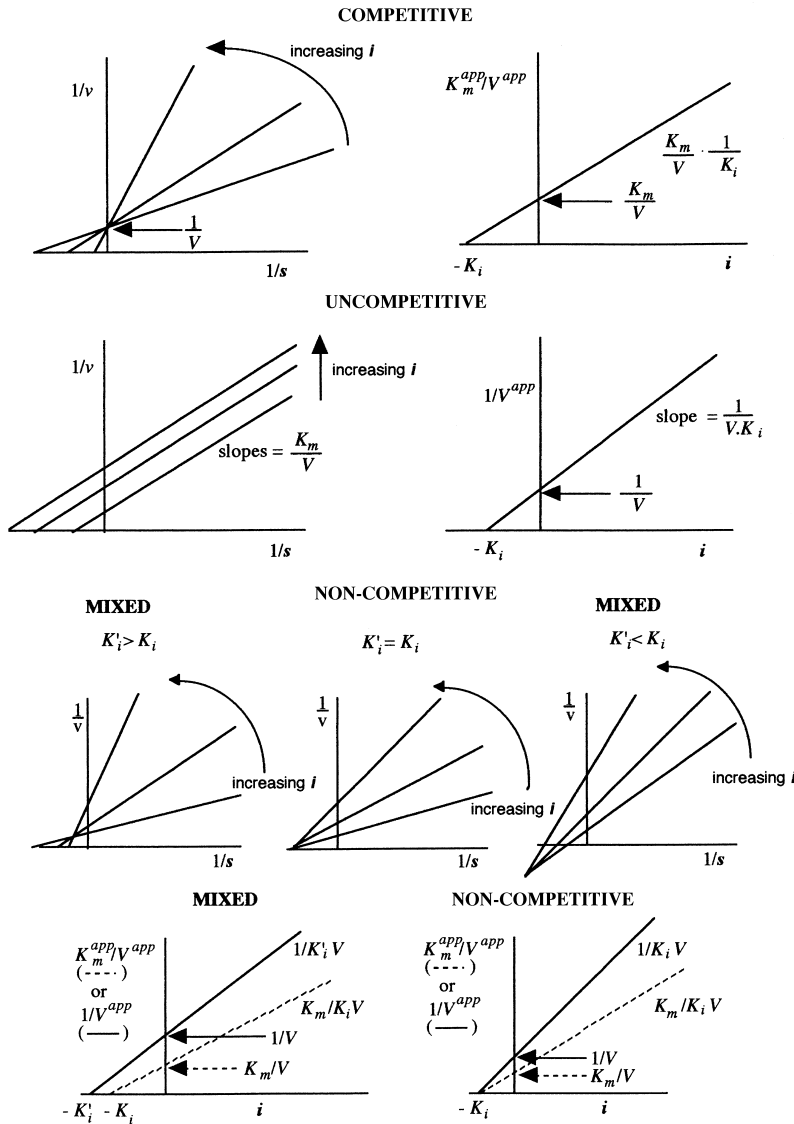 COMPETITIVE
increasing i
1/v
1/V
1/s
K_m^app/V^app
K_m/V · 1/K_i
K_m/V
- K_i
i
UNCOMPETITIVE
1/v
increasing i
slopes = K_m/V
1/s
1/V^app
slope = 1/V.K_i
1/V
- K_i
i
NON-COMPETITIVE
MIXED
MIXED
K'_i > K_i
K'_i = K_i
K'_i < K_i
1/v
increasing i
1/s
1/v
increasing i
1/s
1/v
increasing i
1/s
MIXED
NON-COMPETITIVE
K_m^app/V^app
(----)
or
1/V^app
(—)
1/K'_i V
K_m/K_i V
1/V
K_m/V
- K'_i
- K_i
i
K_m^app/V^app
(----)
or
1/V^app
(—)
1/K_i V
K_m/K_i V
1/V
K_m/V
- K_i
i